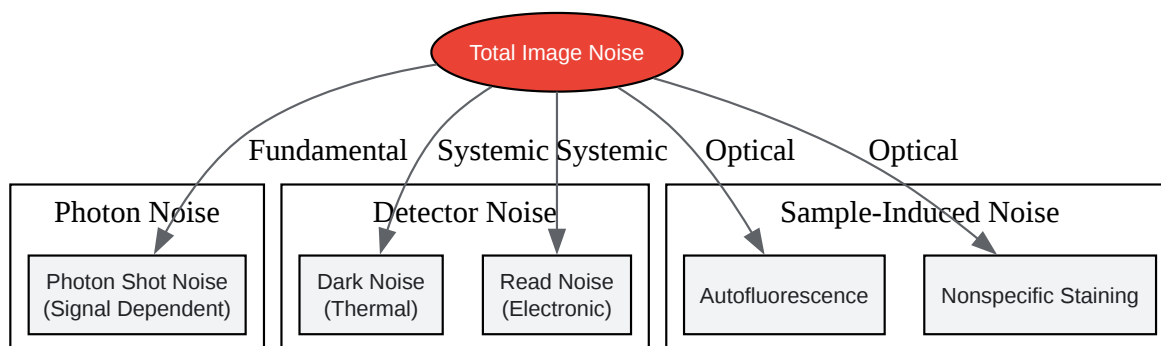 Total Image Noise
Fundamental
Systemic
Systemic
Optical
Optical
Photon Noise
Detector Noise
Sample-Induced Noise
Photon Shot Noise
(Signal Dependent)
Dark Noise
(Thermal)
Read Noise
(Electronic)
Autofluorescence
Nonspecific Staining